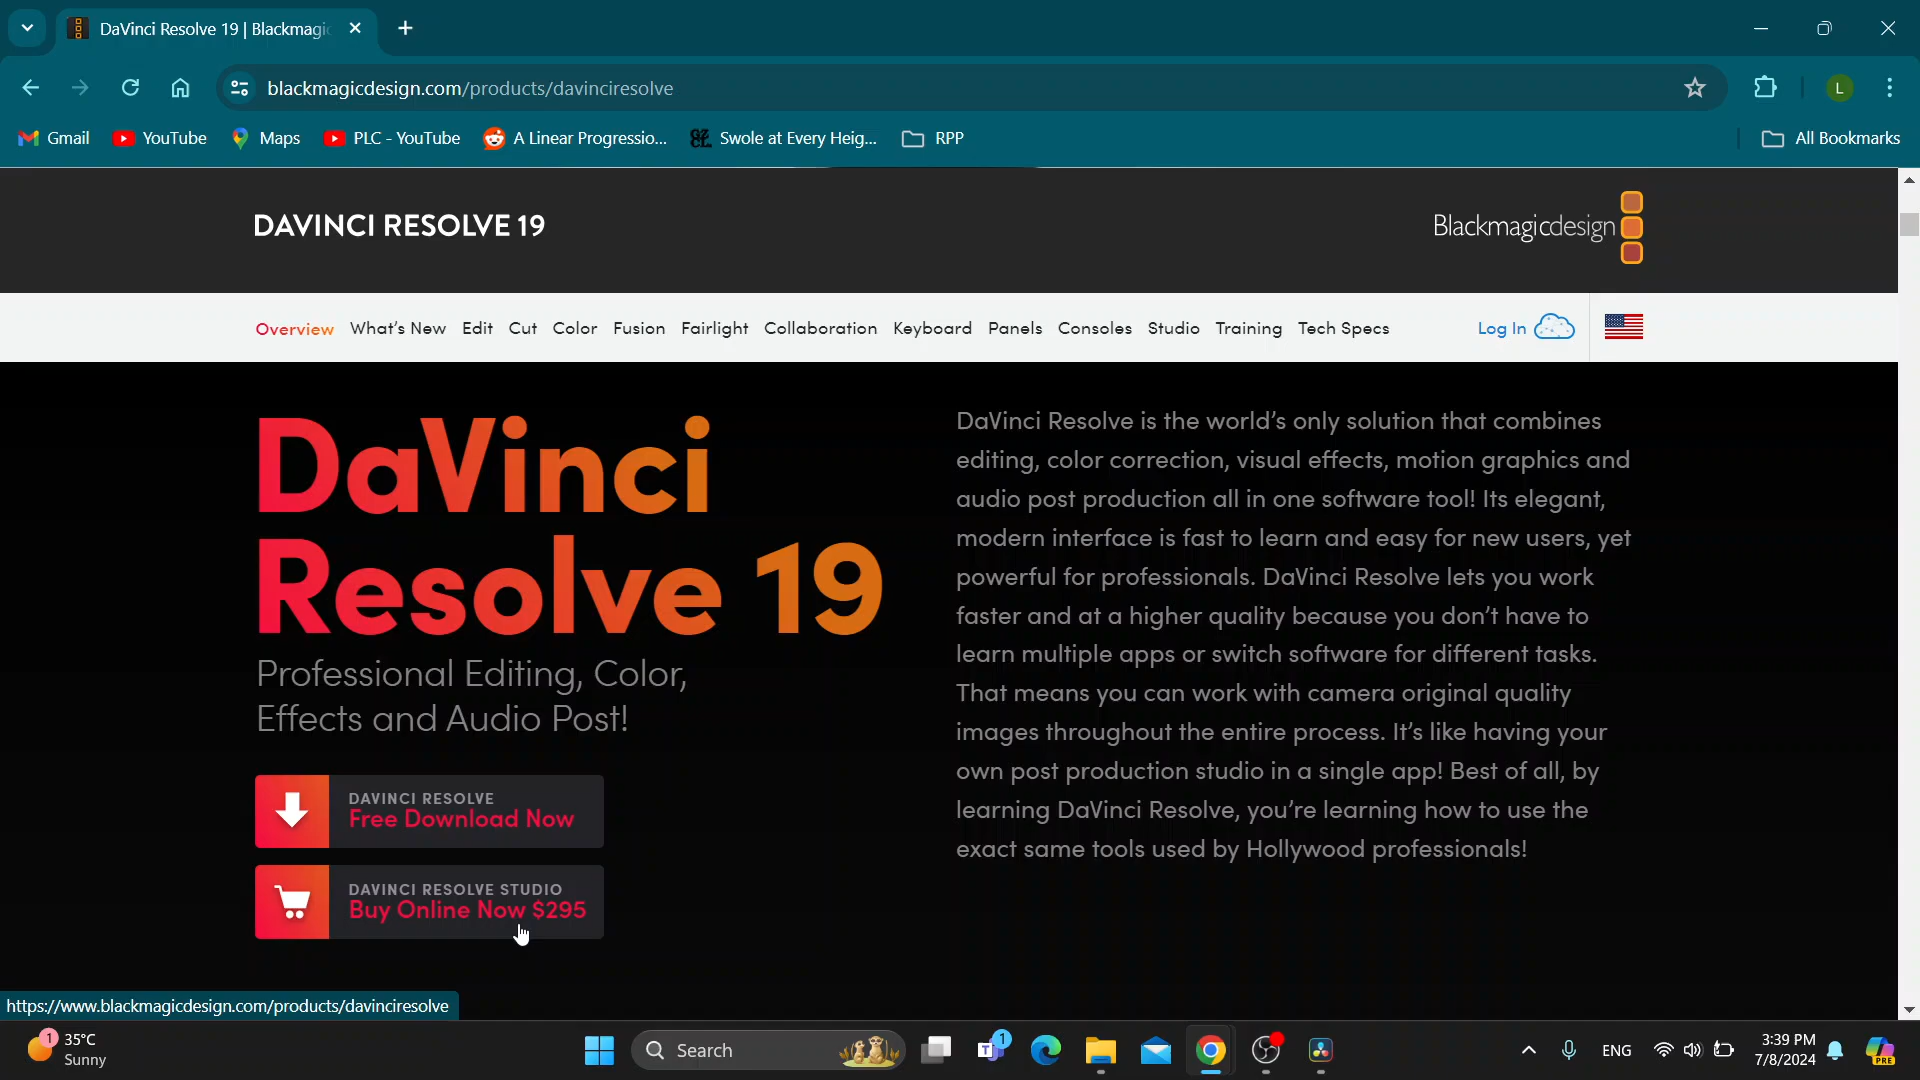 DaVinci Resolve 19 | Blackmagic
blackmagicdesign.com/products/davinciresolve
L
Gmail
YouTube
Maps
PLC - YouTube
A Linear Progressio...
Swole at Every Heig...
RPP
All Bookmarks
DAVINCI RESOLVE 19
Blackmagicdesign
Overview What's New Edit Cut Color Fusion Fairlight Collaboration Keyboard Panels Consoles Studio Training Tech Specs
Log In
DaVinci
Resolve 19
Professional Editing, Color,
Effects and Audio Post!
DAVINCI RESOLVE
Free Download Now
DAVINCI RESOLVE STUDIO
Buy Online Now $295
DaVinci Resolve is the world's only solution that combines
editing, color correction, visual effects, motion graphics and
audio post production all in one software tool! Its elegant,
modern interface is fast to learn and easy for new users, yet
powerful for professionals. DaVinci Resolve lets you work
faster and at a higher quality because you don't have to
learn multiple apps or switch software for different tasks.
That means you can work with camera original quality
images throughout the entire process. It's like having your
own post production studio in a single app! Best of all, by
learning DaVinci Resolve, you're learning how to use the
exact same tools used by Hollywood professionals!
https://www.blackmagicdesign.com/products/davinciresolve
1
35°C
Sunny
Search
1
ENG
3:39 PM
7/8/2024
PRE